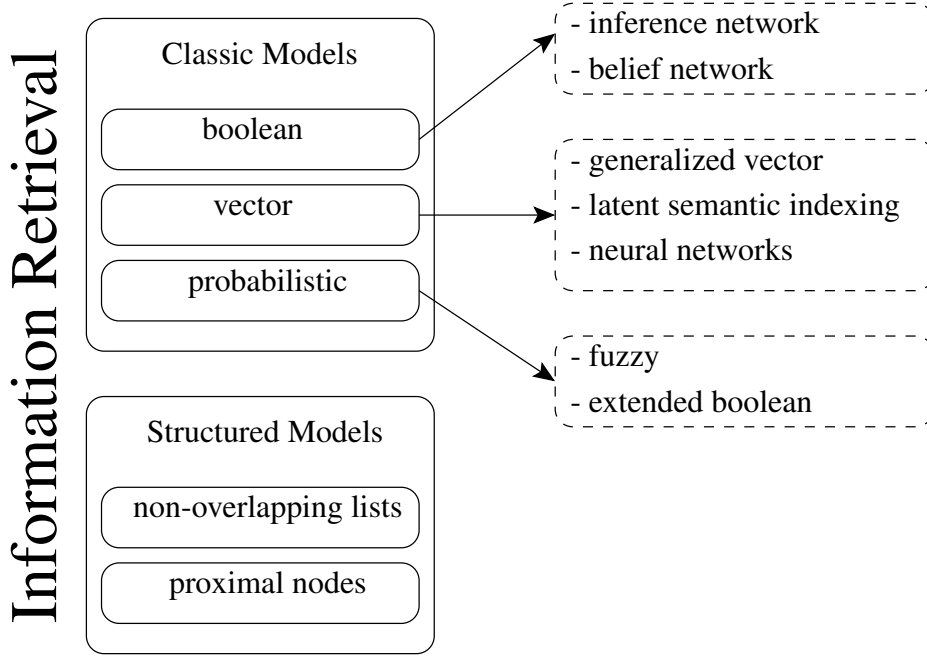 Information Retrieval
Classic Models
boolean
vector
probabilistic
- inference network
- belief network
- generalized vector
- latent semantic indexing
- neural networks
- fuzzy
- extended boolean
Structured Models
non-overlapping lists
proximal nodes